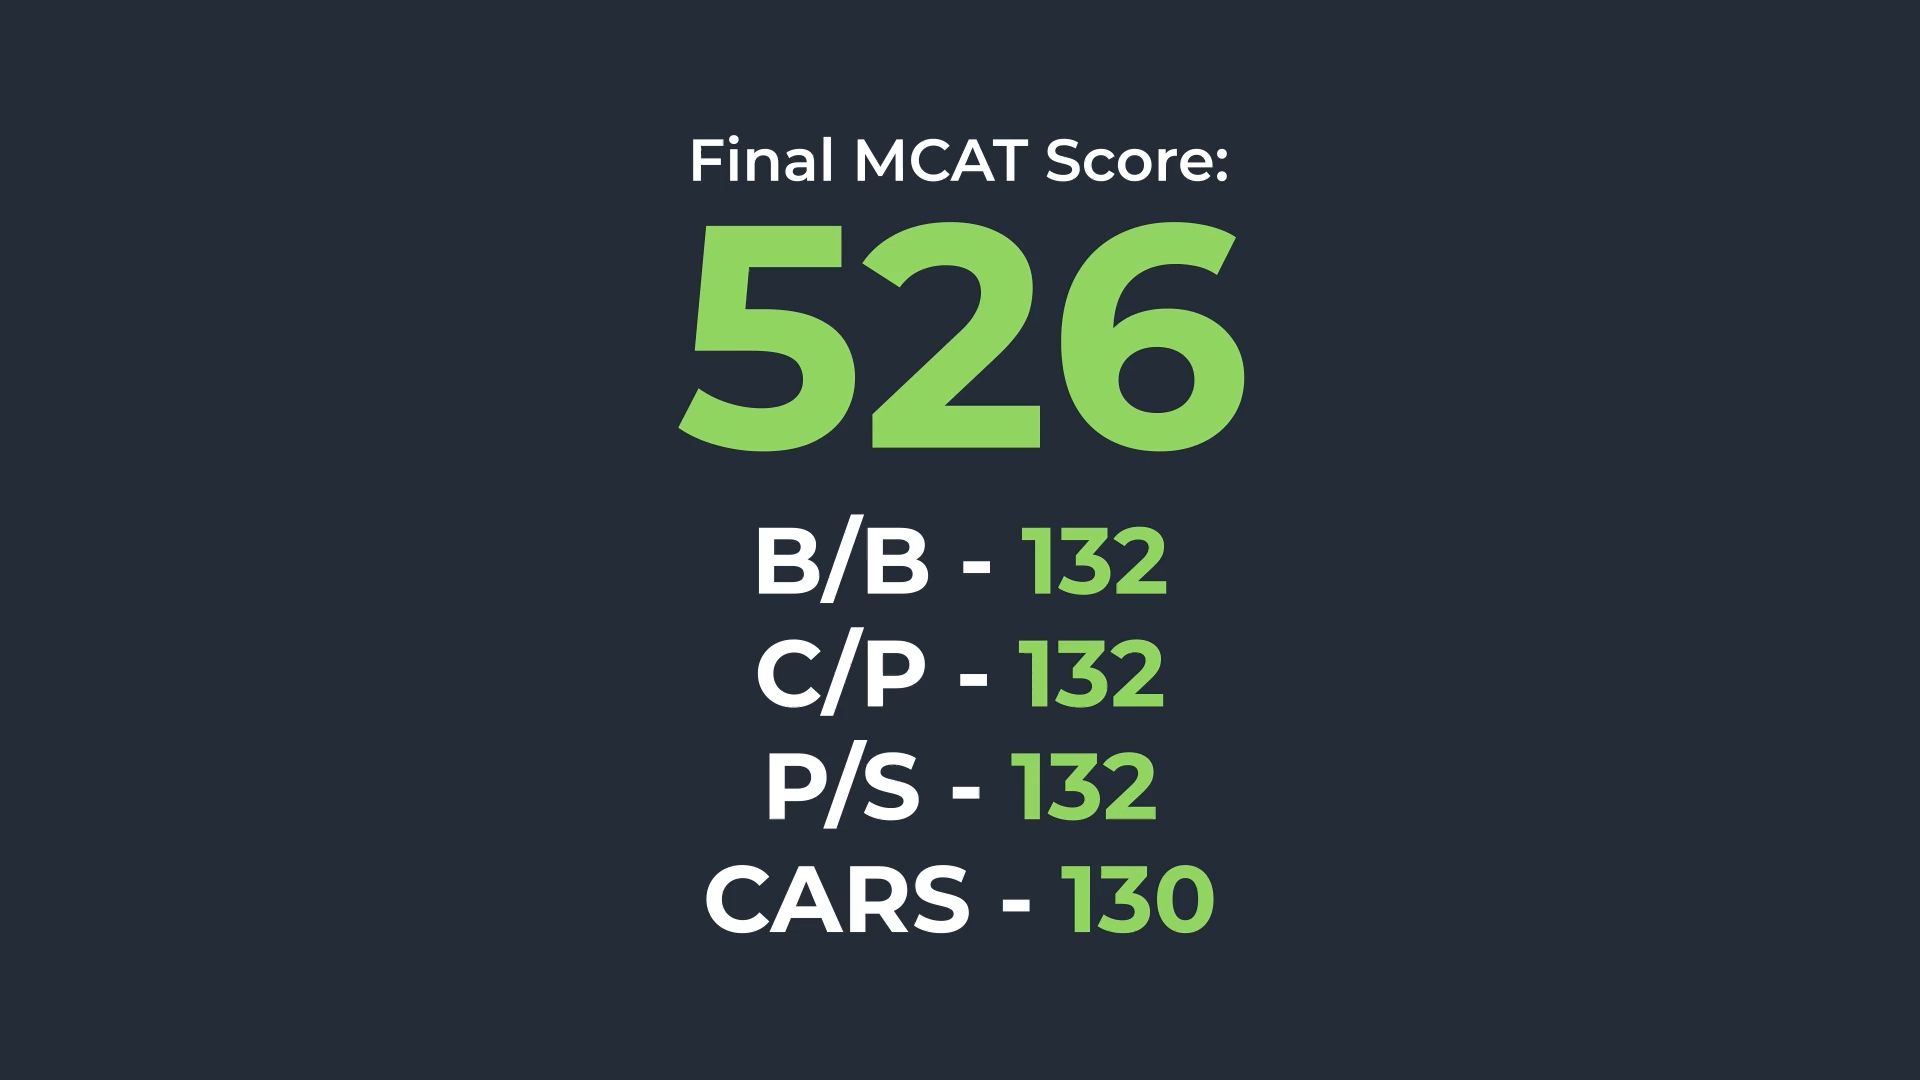 Final MCAT Score:
526
B/B - 132
C/P - 132
P/S - 132
CARS - 130